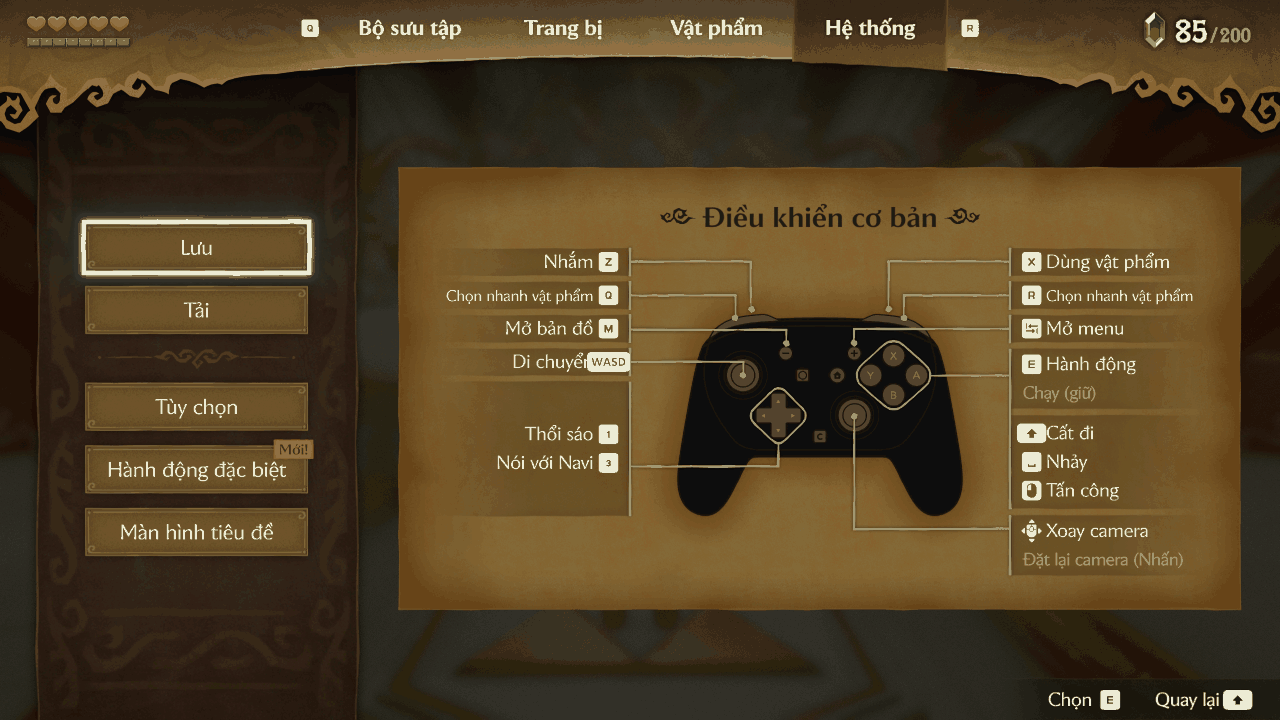 Q Bộ sưu tập Trang bị Vật phẩm Hệ thống R 85/200
Lưu
Tải
Tùy chọn
Mới!
Hành động đặc biệt
Màn hình tiêu đề
Điều khiển cơ bản
Nhắm Z
Chọn nhanh vật phẩm Q
Mở bản đồ M
Di chuyển WASD
Thổi sáo 1
Nói với Navi 3
X
Y A
B
C
X Dùng vật phẩm
R Chọn nhanh vật phẩm
Mở menu
E Hành động
Chạy (giữ)
Cất đi
Nhảy
Tấn công
Xoay camera
Đặt lại camera (Nhấn)
Chọn E Quay lại